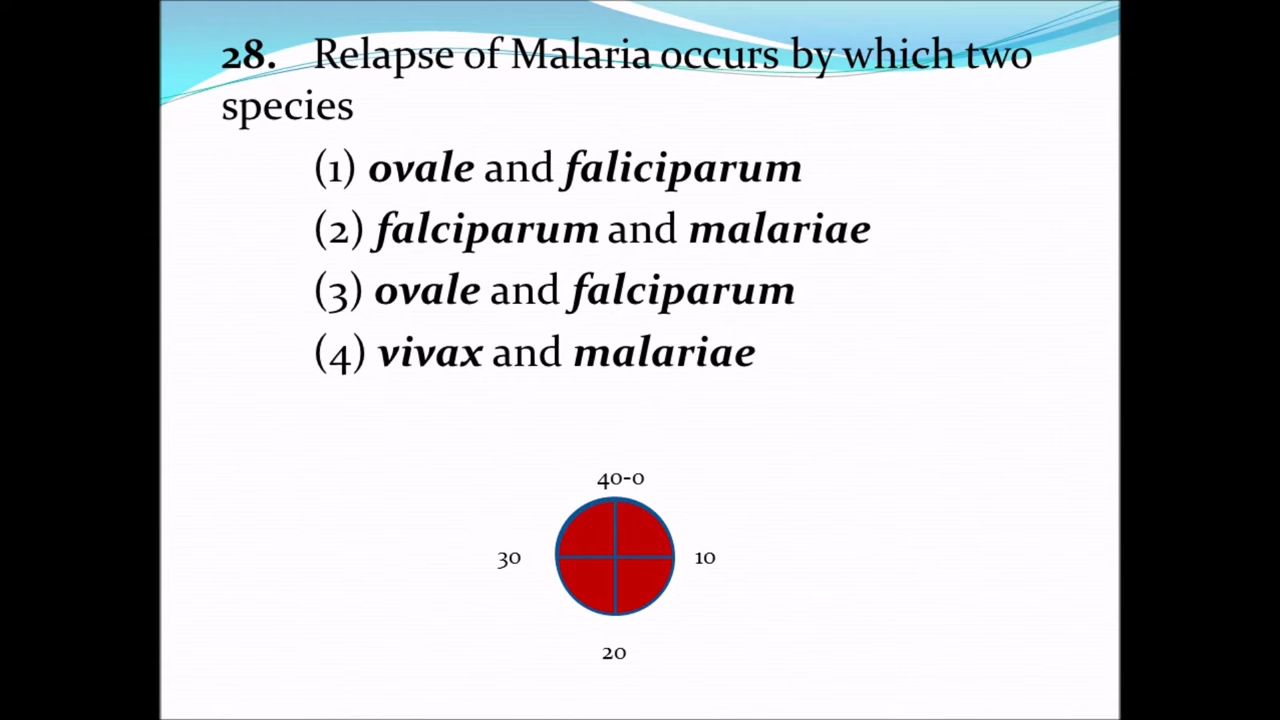 28. Relapse of Malaria occurs by which two
species
(1) ovale and faliciparum
(2) falciparum and malariae
(3) ovale and falciparum
(4) vivax and malariae
40-0
30
10
20